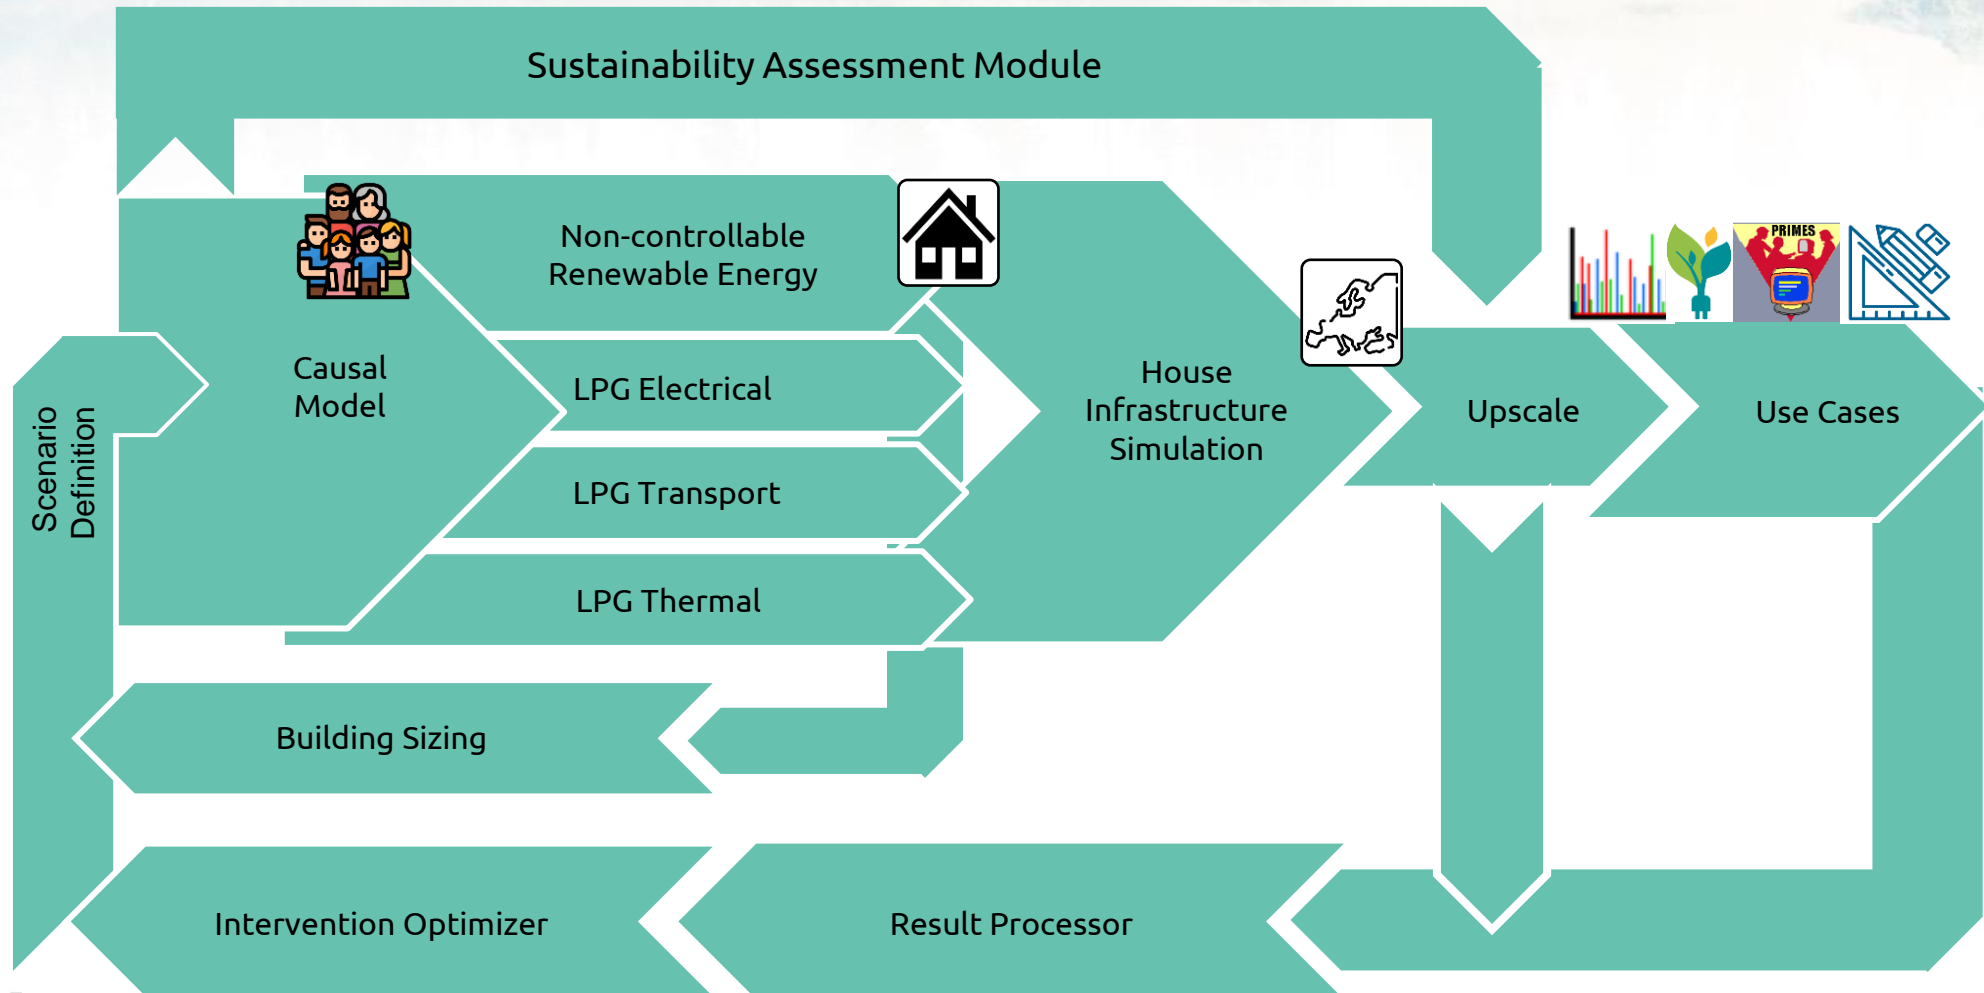 Sustainability Assessment Module
Non-controllable
Renewable Energy
PRIMES
Causal
Model
LPG Electrical
House
Infrastructure
Simulation
Upscale
Use Cases
Scenario
Definition
LPG Transport
LPG Thermal
Building Sizing
Intervention Optimizer
Result Processor